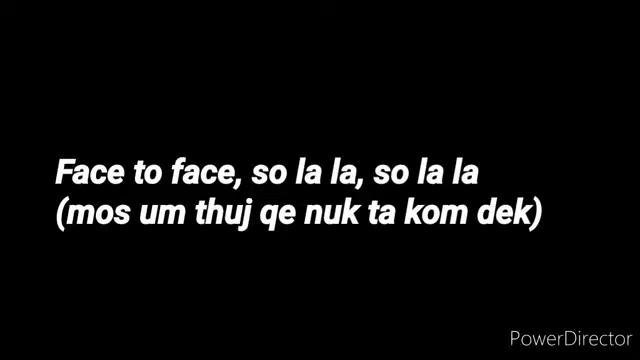 Face to face, so la la, so la la
(mos um thuj qe nuk ta kom dek)
PowerDirector